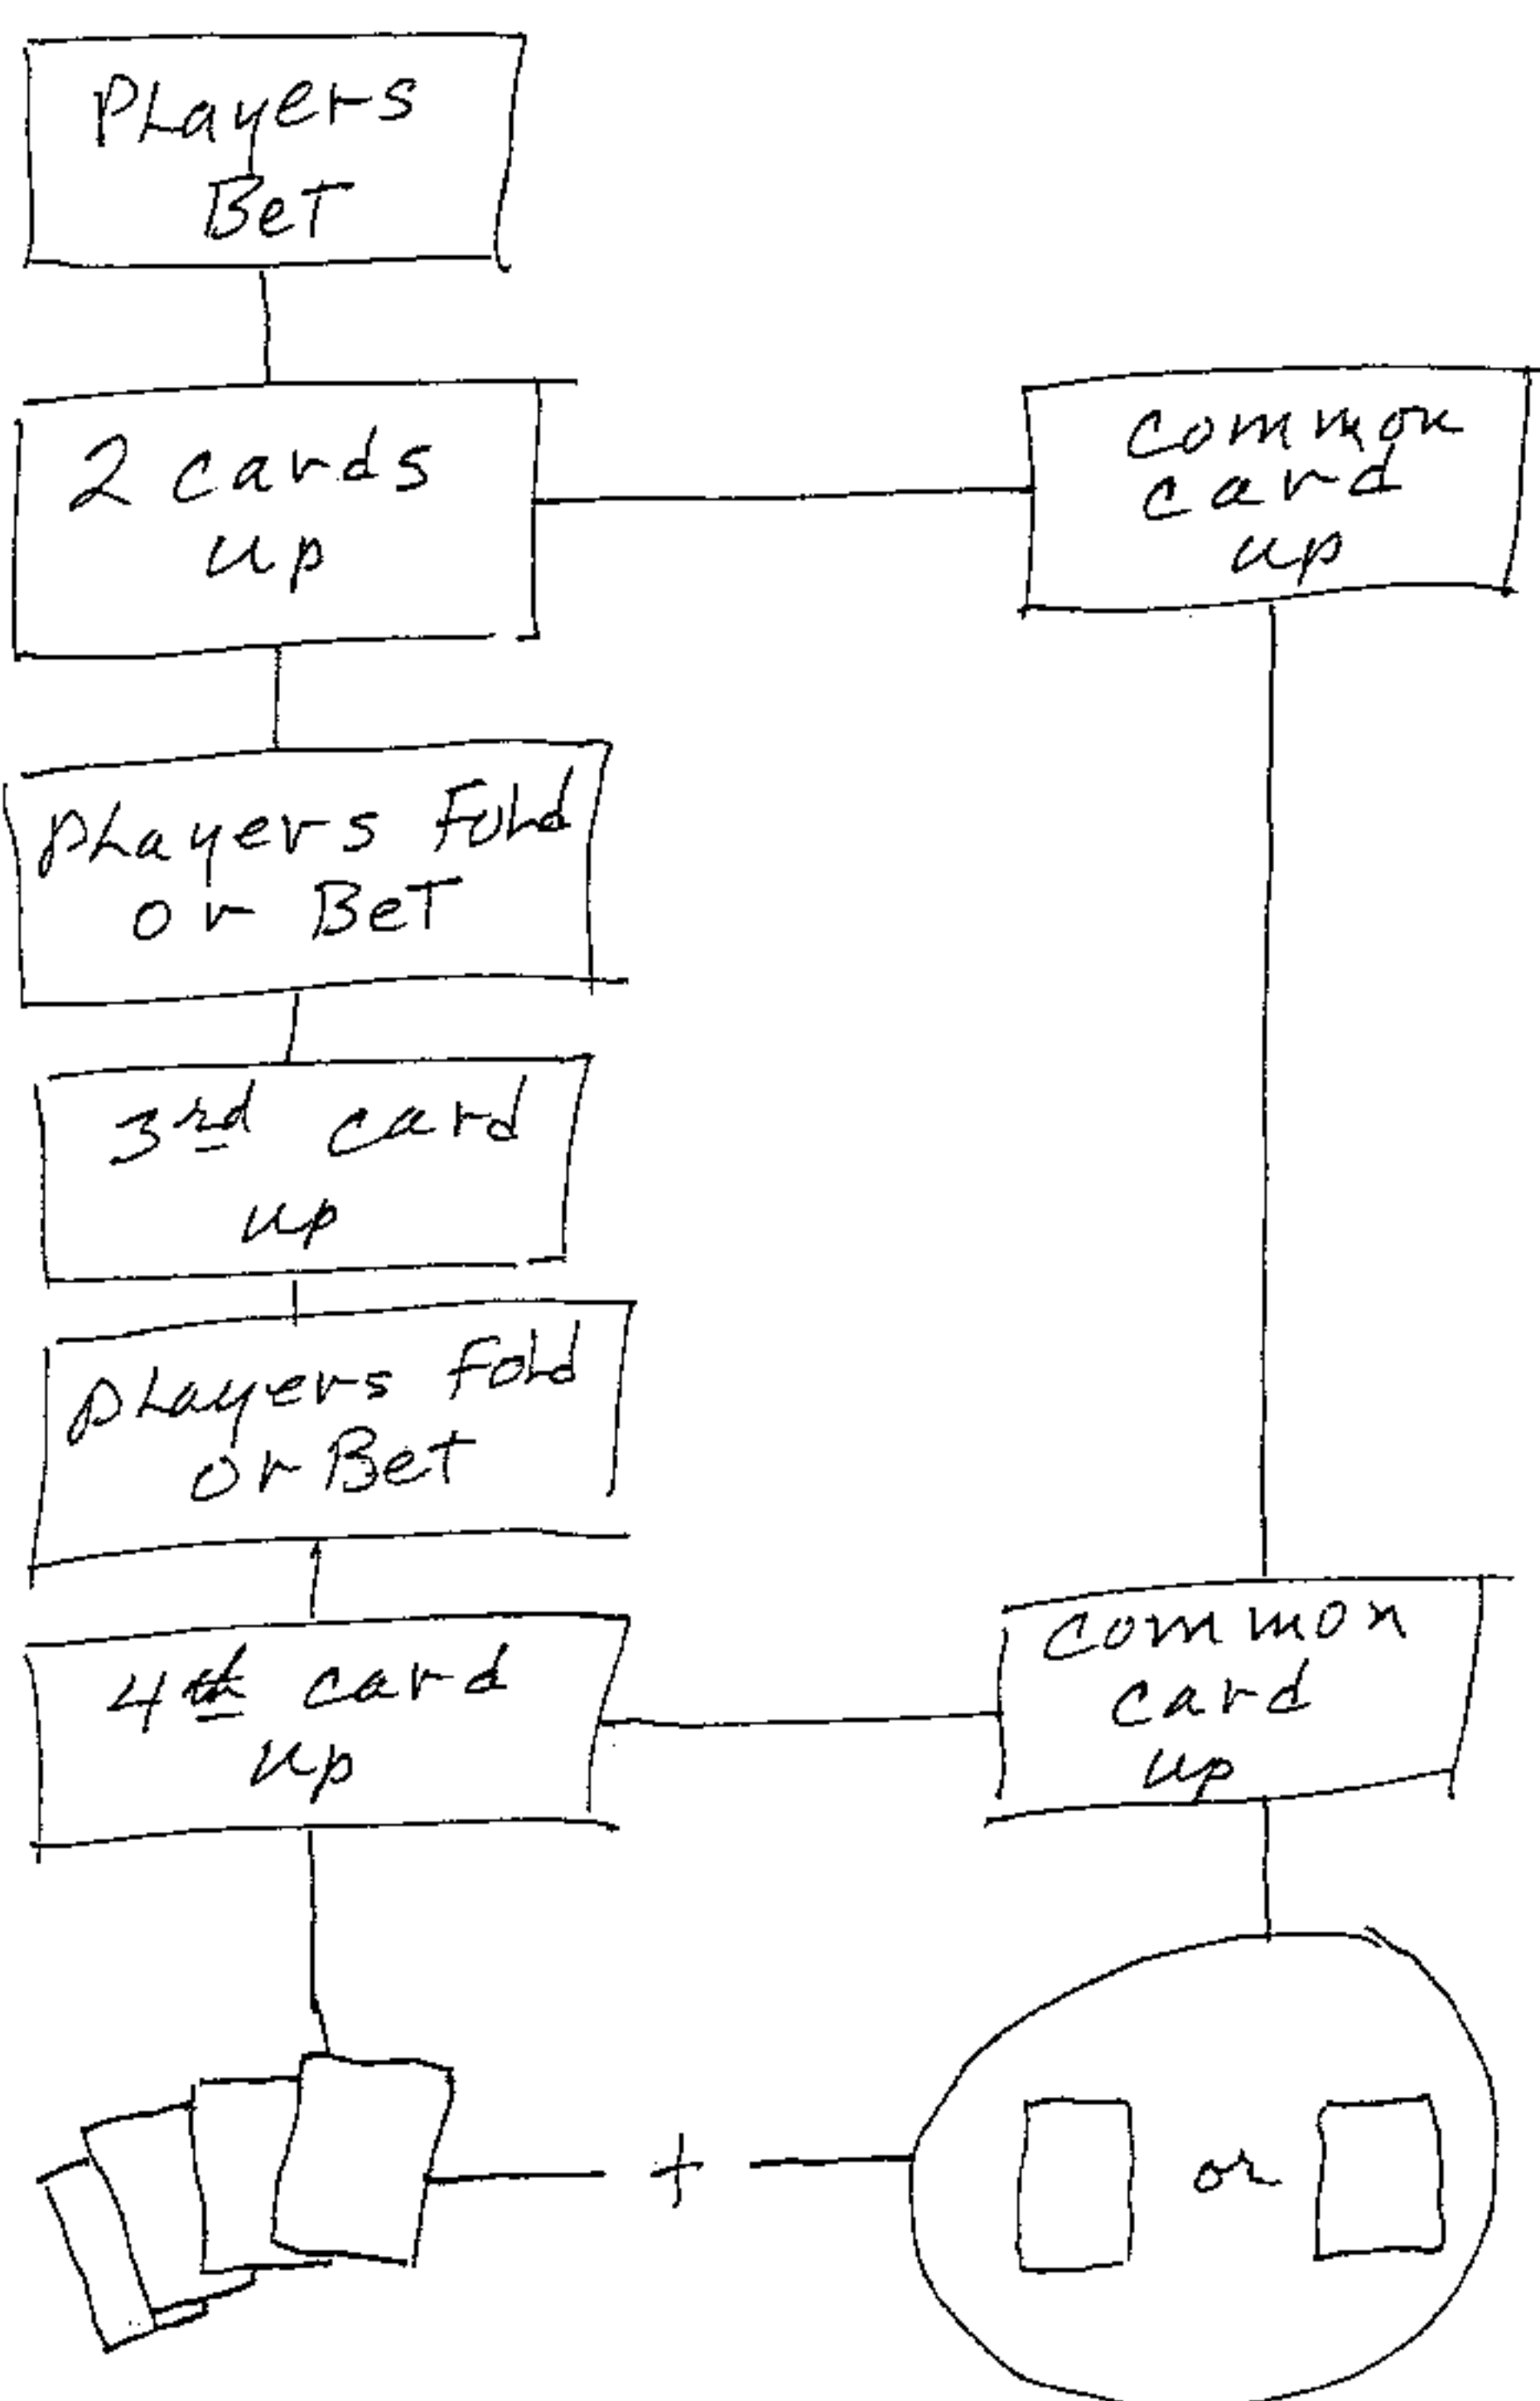 Players
Bet
2 cards
up
common
card
up
players Fold
or Bet
3rd card
up
players fold
or Bet
4th card
up
common
card
up
+
or